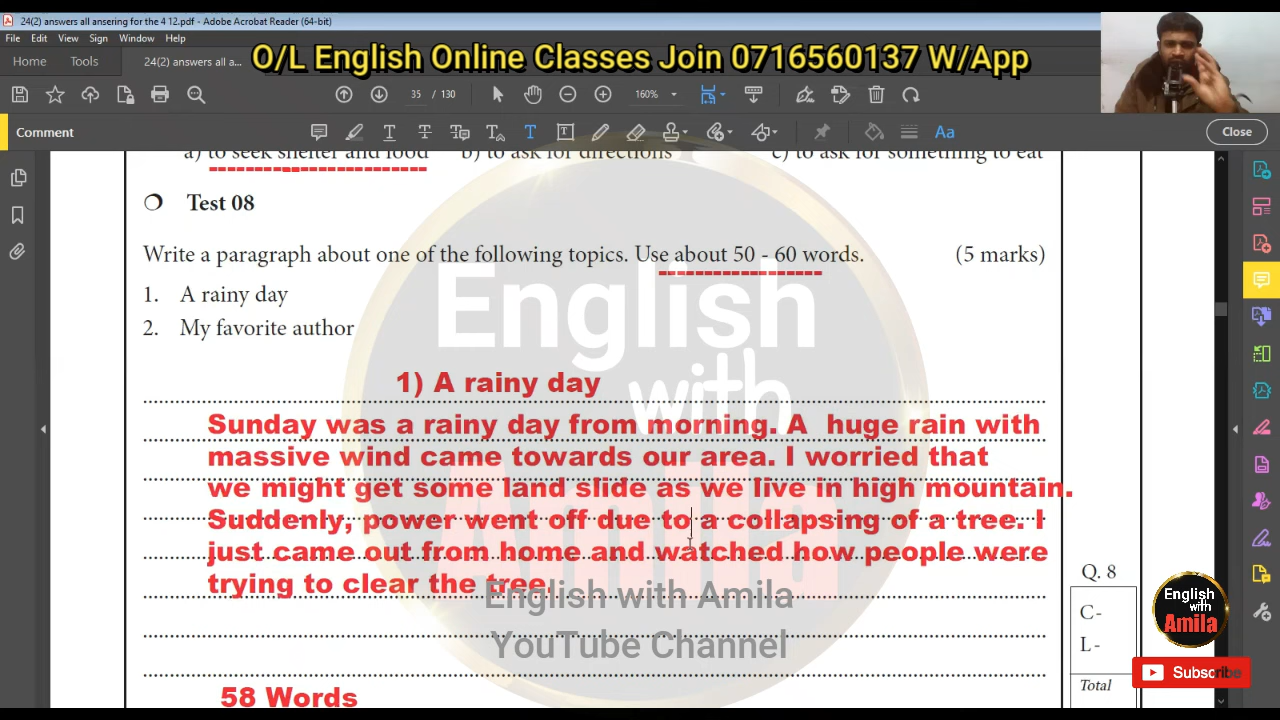 24(2) answers all ansering for the 4 12.pdf - Adobe Acrobat Reader (64-bit)
File Edit View Sign Window Help
O/L English Online Classes Join 0716560137 W/App
Home Tools 24(2) answers all a...
35 / 130 160%
Comment Close
a) to seek shelter and food b) to ask for directions c) to ask for something to eat
Test 08
Write a paragraph about one of the following topics. Use about 50 - 60 words. (5 marks)
1. A rainy day
2. My favorite author
English
with
Amila
1) A rainy day
Sunday was a rainy day from morning. A huge rain with
massive wind came towards our area. I worried that
we might get some land slide as we live in high mountain.
Suddenly, power went off due to a collapsing of a tree. I
just came out from home and watched how people were
trying to clear the tree.
English with Amila
YouTube Channel
58 Words
Q. 8
C-
L-
Total
English
with
Amila
Subscribe